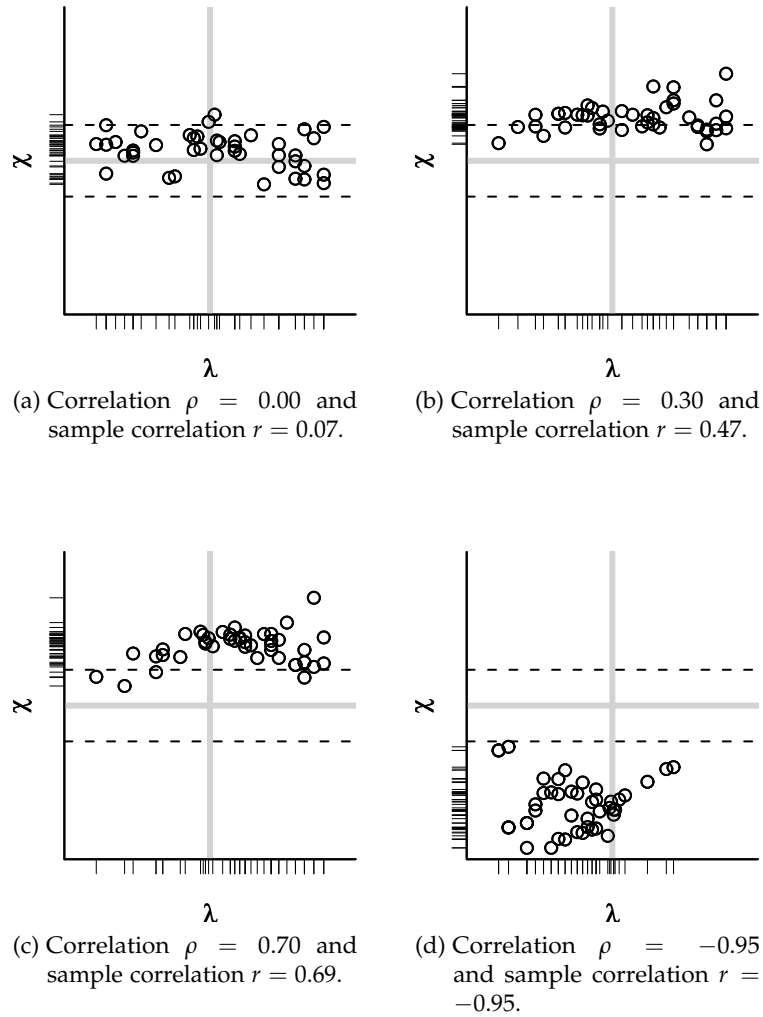 χ
λ
(a) Correlation ρ = 0.00 and
sample correlation r = 0.07.
χ
λ
(b) Correlation ρ = 0.30 and
sample correlation r = 0.47.
χ
λ
(c) Correlation ρ = 0.70 and
sample correlation r = 0.69.
χ
λ
(d) Correlation ρ = −0.95
and sample correlation r =
−0.95.